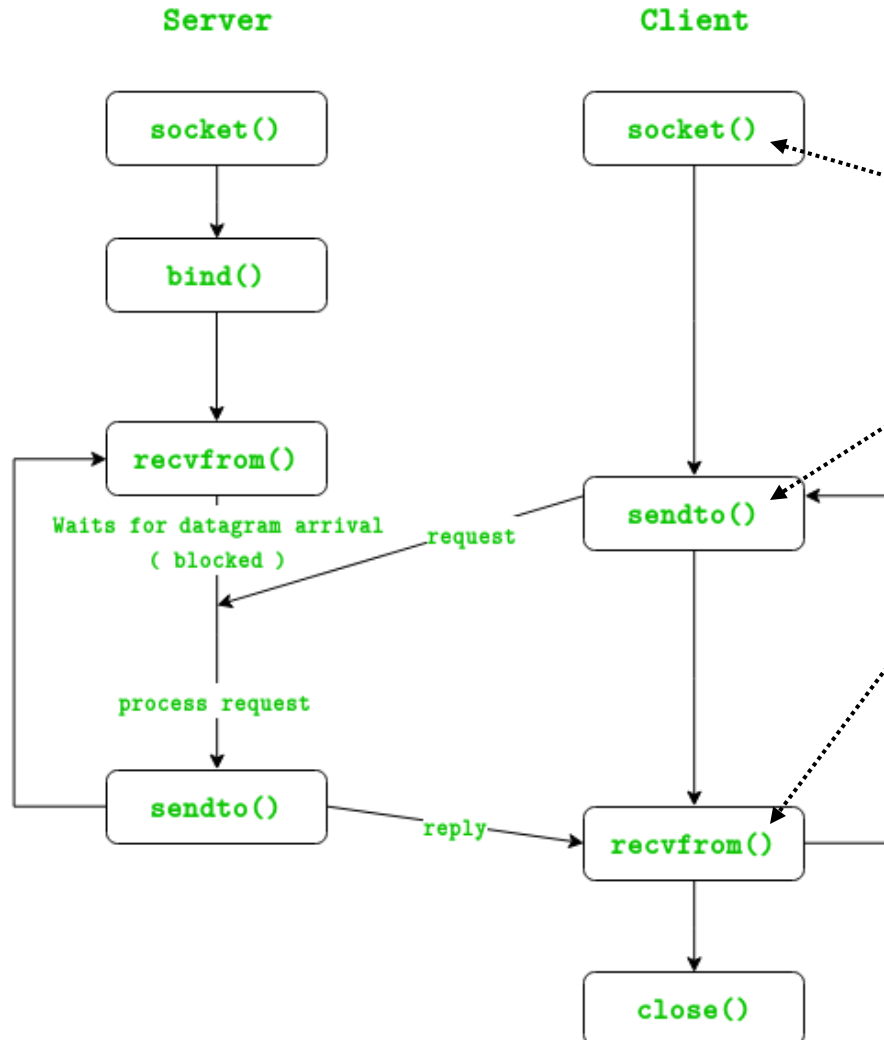 Server
Client
socket()
socket()
bind()
recvfrom()
Waits for datagram arrival
( blocked )
request
sendto()
process request
sendto()
reply
recvfrom()
close()